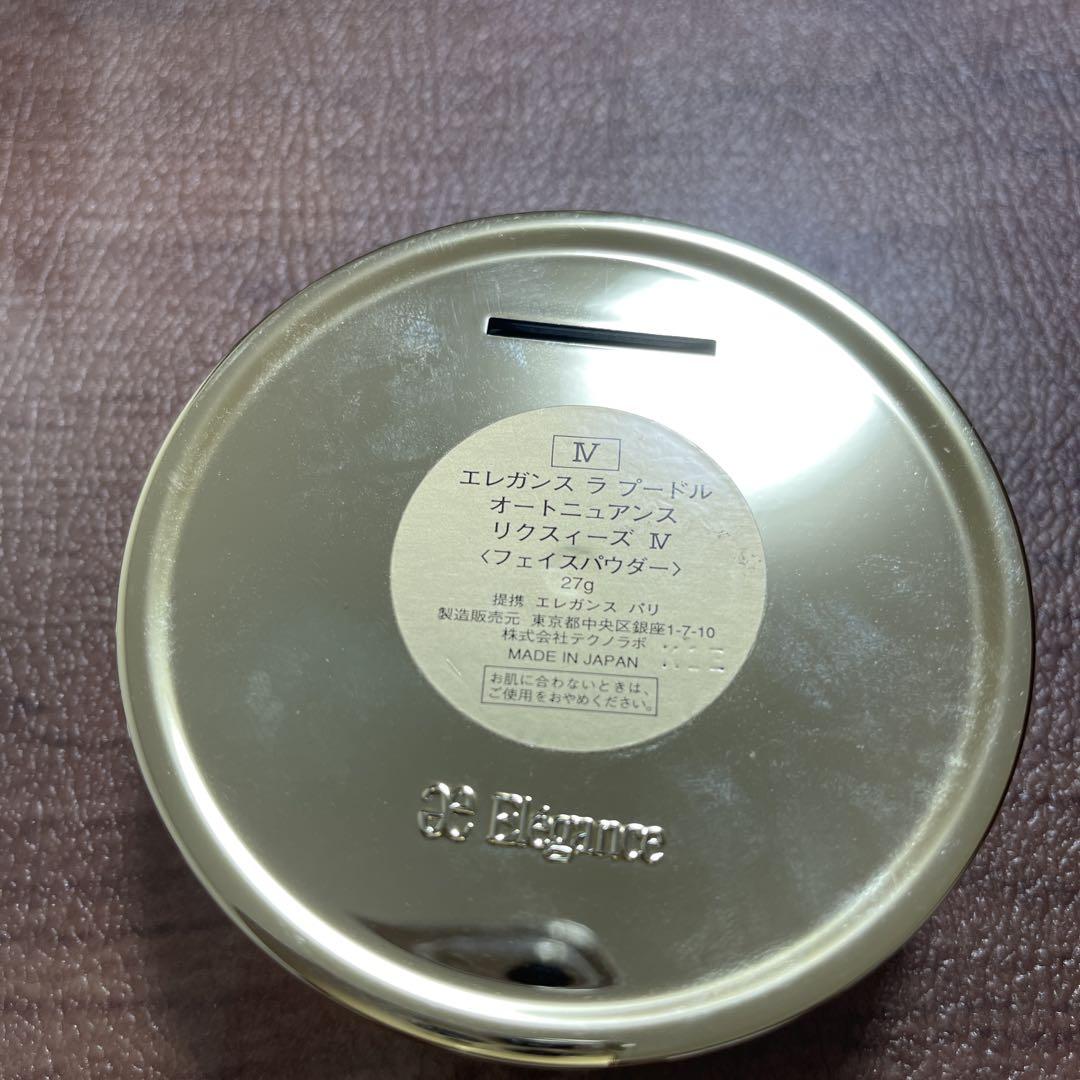 Ⅳ
エレガンス ラ プードル
オートニュアンス
リクスィーズ Ⅳ
〈フェイスパウダー〉
27g
提携 エレガンス パリ
製造販売元 東京都中央区銀座1-7-10
株式会社テクノラボ
MADE IN JAPAN
お肌に合わないときは、
ご使用をおやめください。
Elégance